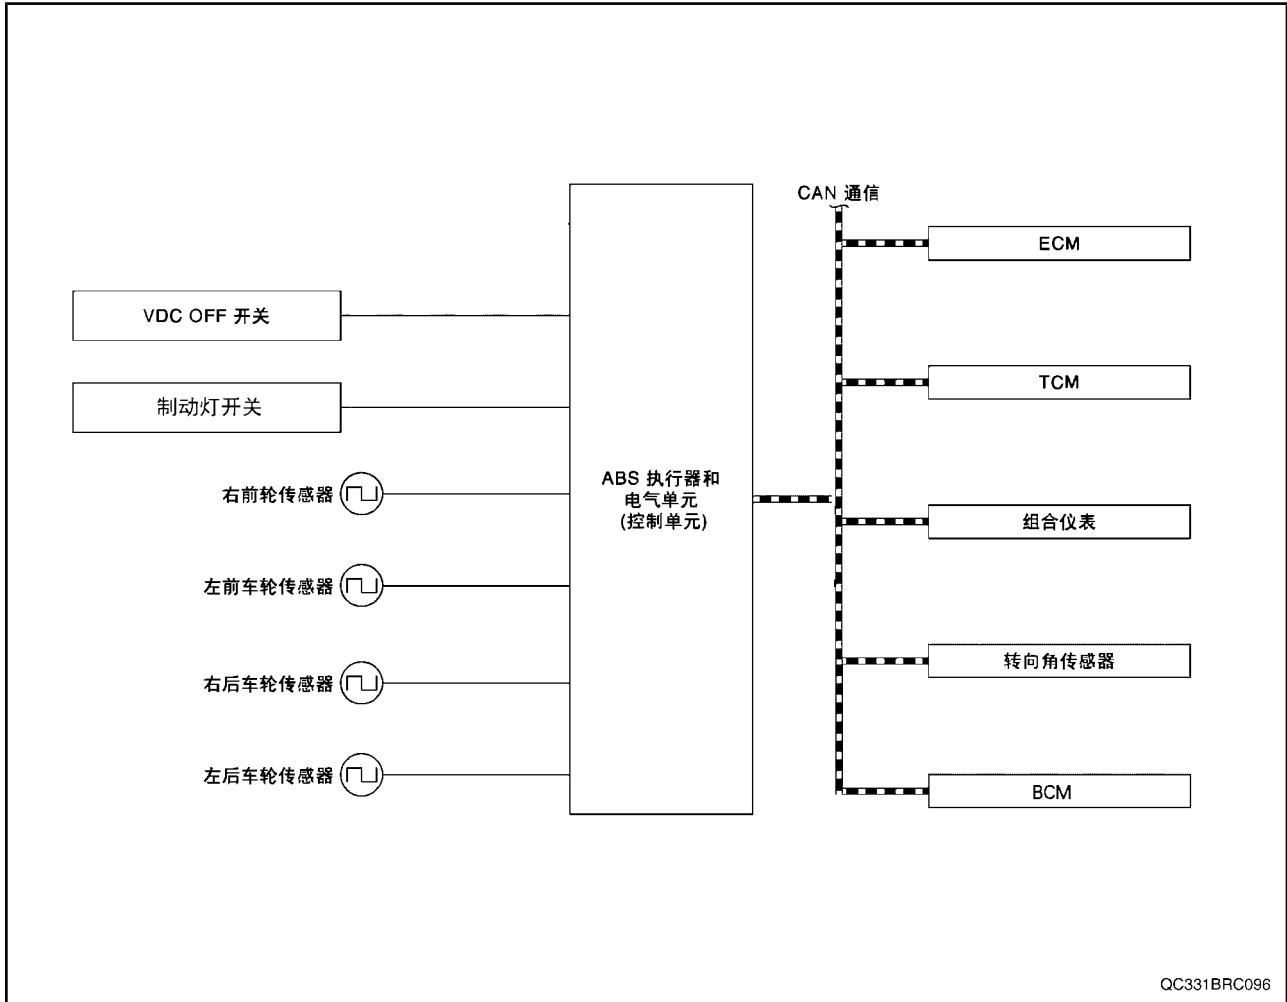 CAN 通信
ECM
VDC OFF 开关
TCM
制动灯开关
ABS 执行器和
电气单元
(控制单元)
右前轮传感器
组合仪表
左前车轮传感器
转向角传感器
右后车轮传感器
左后车轮传感器
BCM
QC331BRC096